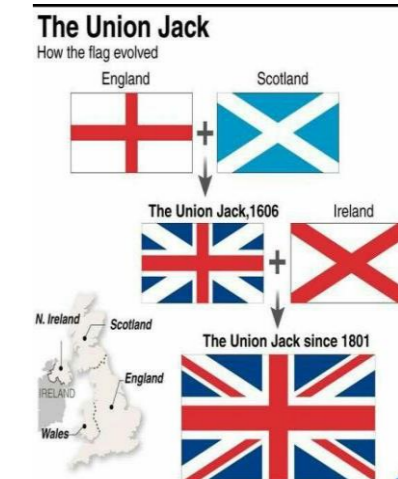 The Union Jack
How the flag evolved
England
Scotland
+
The Union Jack,1606
Ireland
+
The Union Jack since 1801
N. Ireland
Scotland
England
IRELAND
Wales